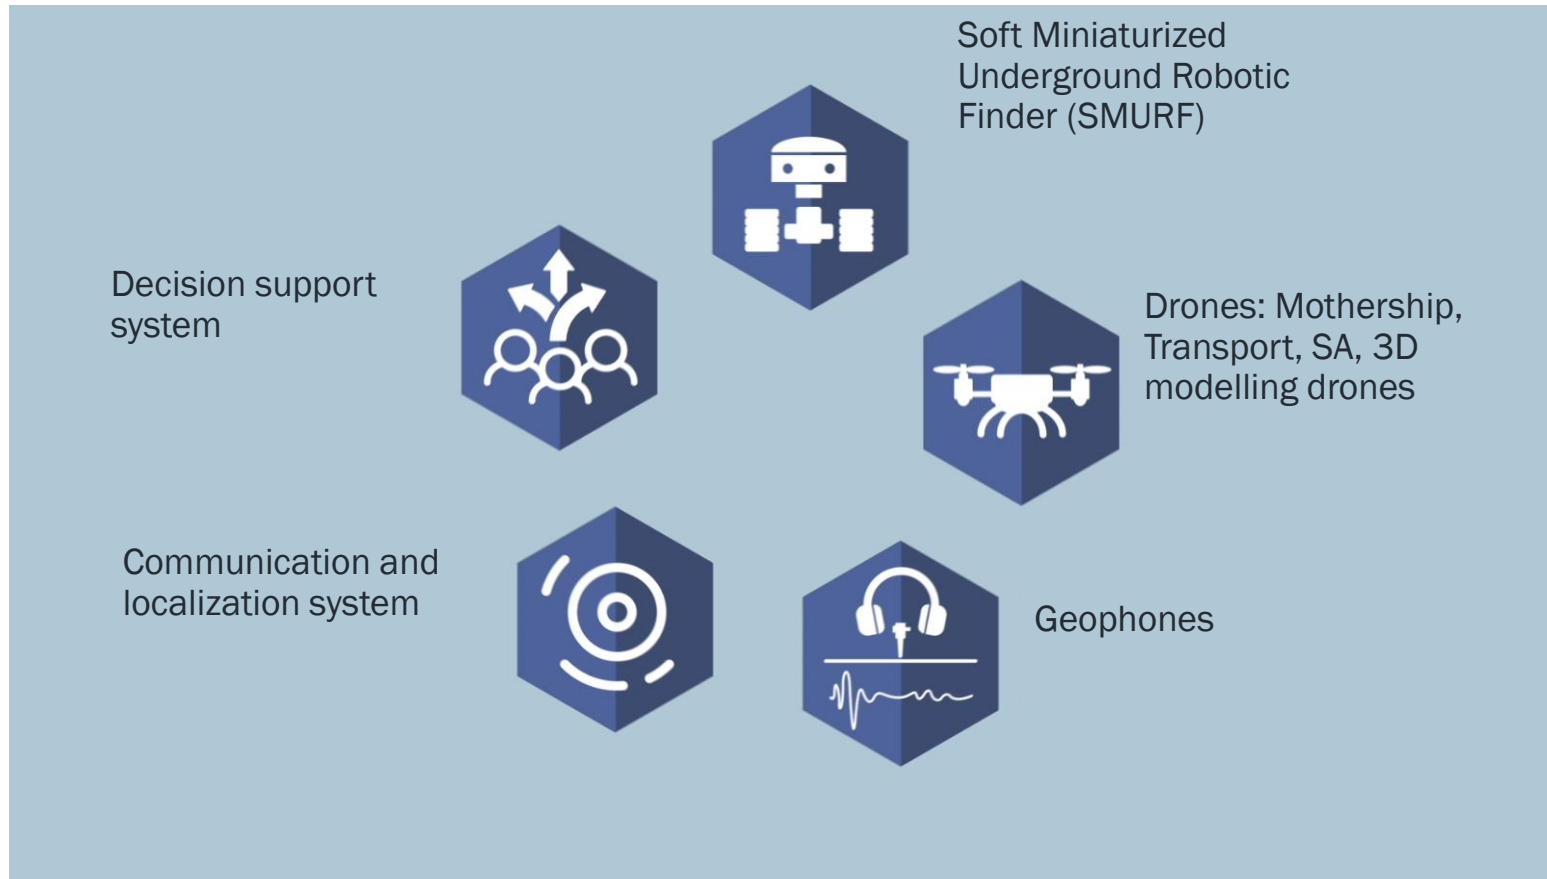 Soft Miniaturized
Underground Robotic
Finder (SMURF)
Decision support
system
Drones: Mothership,
Transport, SA, 3D
modelling drones
Communication and
localization system
Geophones